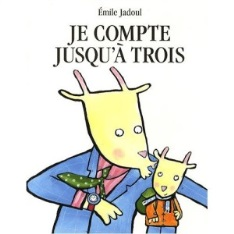 Émile Jadoul
JE COMPTE
JUSQU'À TROIS